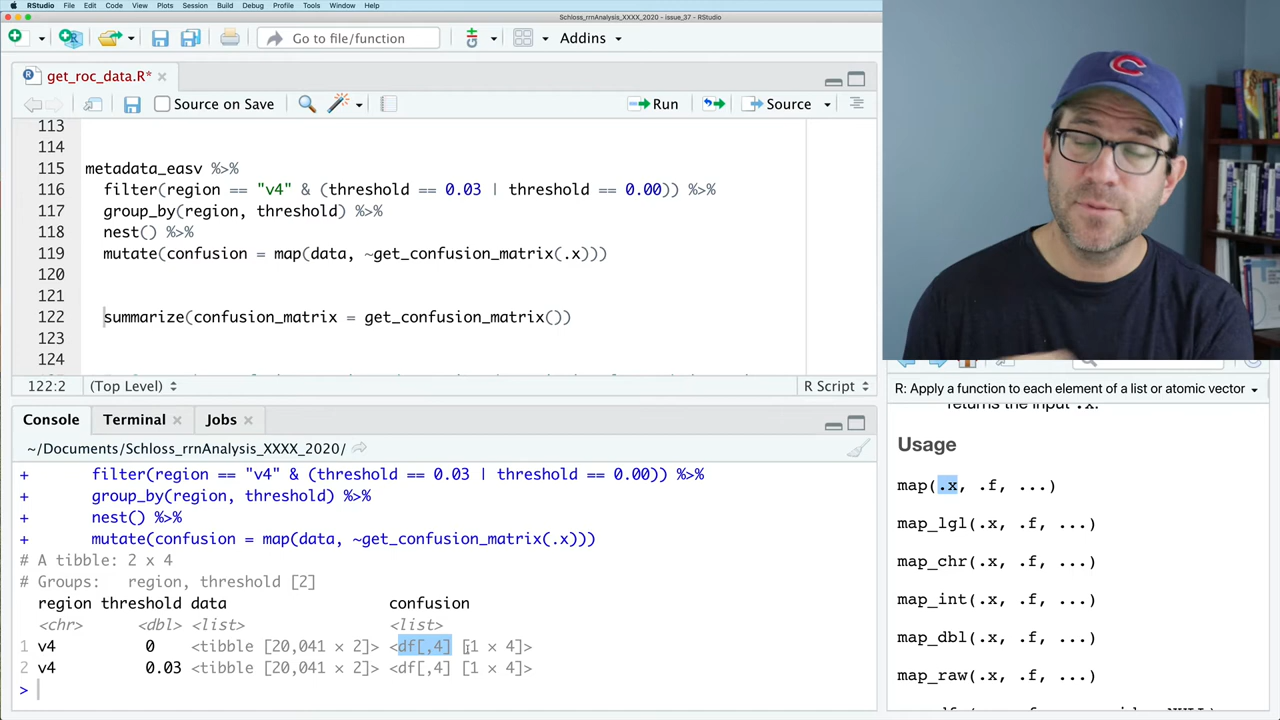 RStudio File Edit Code View Plots Session Build Debug Profile Tools Window Help
Schloss_rrnAnalysis_XXXX_2020 - issue_37 - RStudio
Go to file/function
Addins
get_roc_data.R*
Source on Save
Run
Source
113
114
115 metadata_easv %>%
116 filter(region == "v4" & (threshold == 0.03 | threshold == 0.00)) %>%
117 group_by(region, threshold) %>%
118 nest() %>%
119 mutate(confusion = map(data, ~get_confusion_matrix(.x)))
120
121
122 summarize(confusion_matrix = get_confusion_matrix())
123
124
122:2 (Top Level) R Script
Console Terminal Jobs
~/Documents/Schloss_rrnAnalysis_XXXX_2020/
+ filter(region == "v4" & (threshold == 0.03 | threshold == 0.00)) %>%
+ group_by(region, threshold) %>%
+ nest() %>%
+ mutate(confusion = map(data, ~get_confusion_matrix(.x)))
# A tibble: 2 x 4
# Groups: region, threshold [2]
region threshold data confusion
<chr> <dbl> <list> <list>
1 v4 0 <tibble [20,041 × 2]> <df[,4] [1 × 4]>
2 v4 0.03 <tibble [20,041 × 2]> <df[,4] [1 × 4]>
>
C
R: Apply a function to each element of a list or atomic vector
returns the input .x.
Usage
map(.x, .f, ...)
map_lgl(.x, .f, ...)
map_chr(.x, .f, ...)
map_int(.x, .f, ...)
map_dbl(.x, .f, ...)
map_raw(.x, .f, ...)